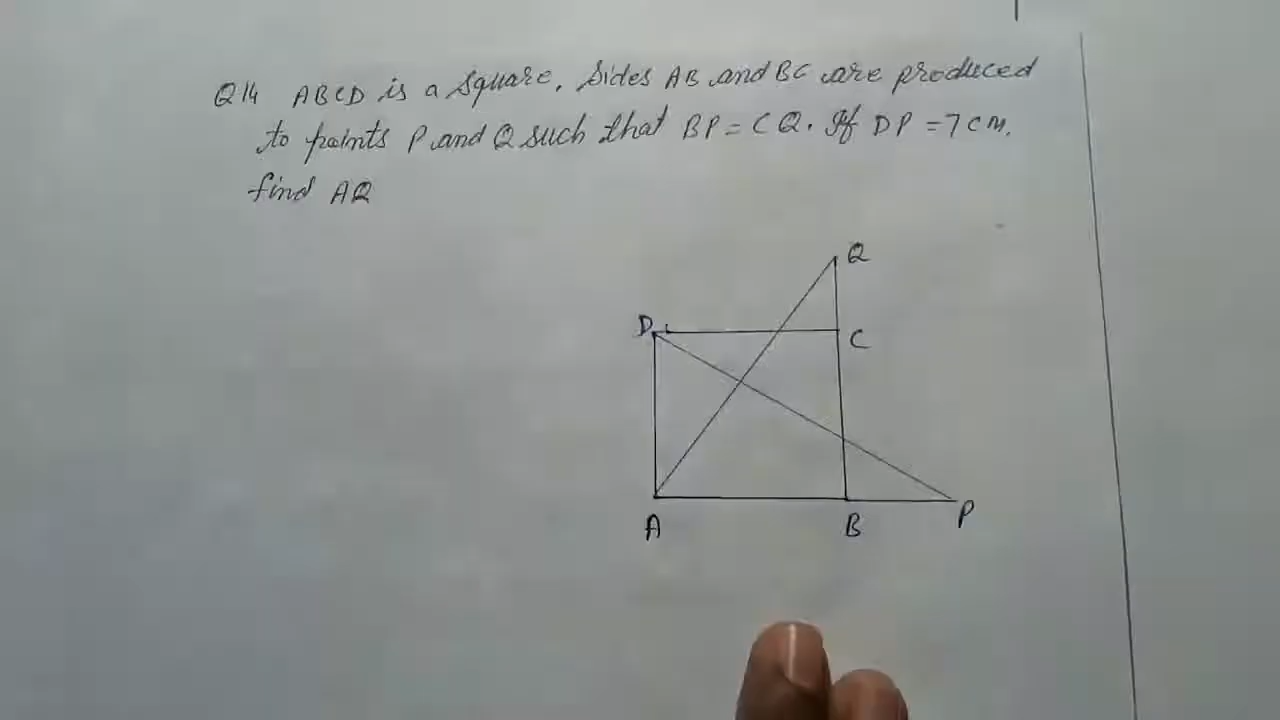 Q14 ABCD is a square. Sides AB and BC are produced
to points P and Q such that BP = CQ. If DP = 7 CM.
find AQ
Q
D
C
A
B
P